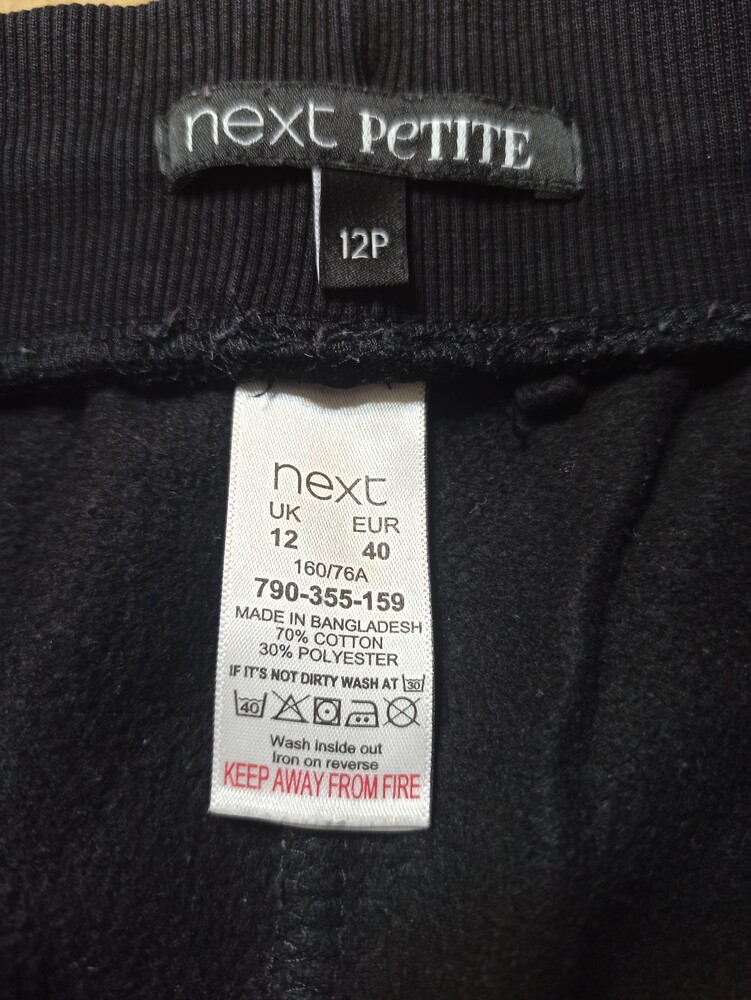 next PETITE
12P
next
UK EUR
12 40
160/76A
790-355-159
MADE IN BANGLADESH
70% COTTON
30% POLYESTER
IF IT'S NOT DIRTY WASH AT 30
40
Wash inside out
Iron on reverse
KEEP AWAY FROM FIRE